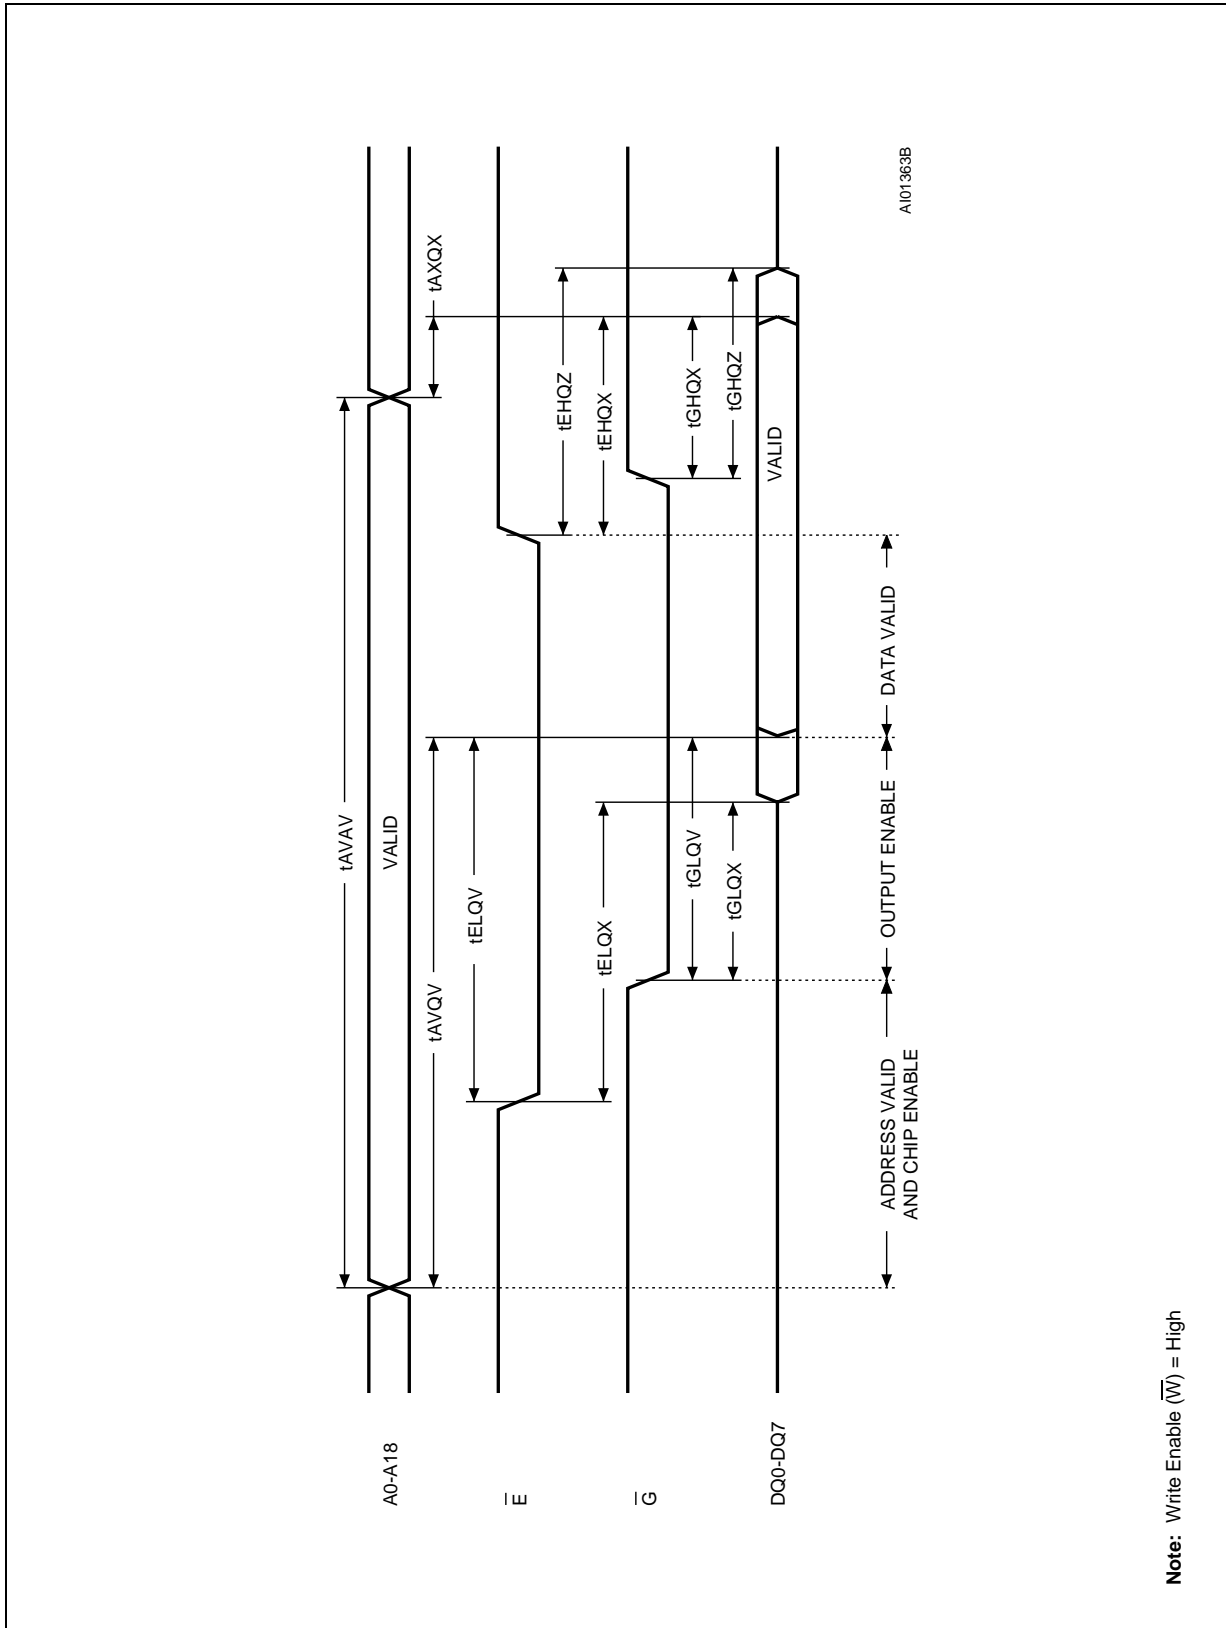 tAVAV
A0-A18
VALID
tAVQV
tAXQX
tELQV
E
tEHQZ
tELQX
tEHQX
G
tGLQV
tGHQX
tGLQX
tGHQZ
DQ0-DQ7
VALID
ADDRESS VALID
AND CHIP ENABLE
OUTPUT ENABLE
DATA VALID
AI01363B
Note: Write Enable (W̅) = High